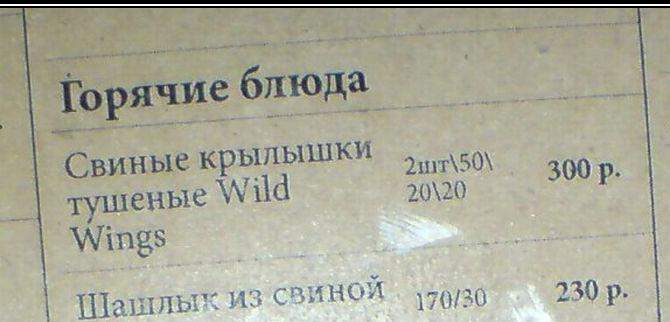 Горячие блюда
Свиные крылышки
тушеные Wild
Wings
2шт\50\
20\20
300 р.
Шашлык из свиной
170/30
230 р.